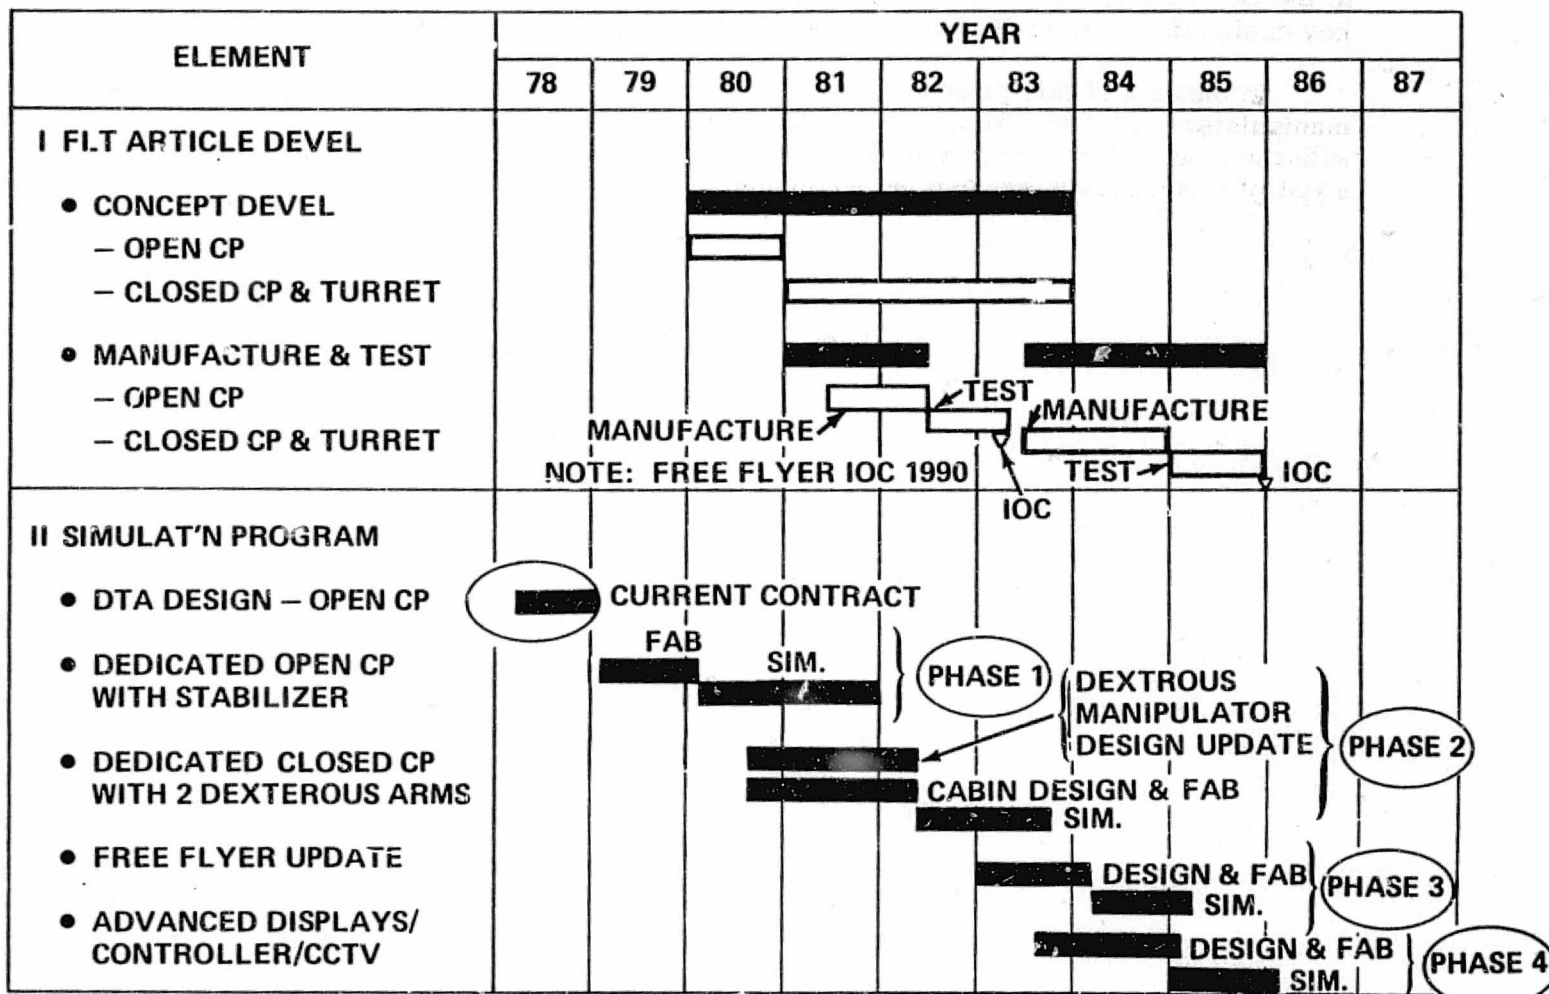 ELEMENT
YEAR
78 79 80 81 82 83 84 85 86 87
I FLT ARTICLE DEVEL
• CONCEPT DEVEL
– OPEN CP
– CLOSED CP & TURRET
• MANUFACTURE & TEST
– OPEN CP
– CLOSED CP & TURRET
TEST
MANUFACTURE
MANUFACTURE
NOTE: FREE FLYER IOC 1990
TEST
IOC
IOC
II SIMULAT'N PROGRAM
• DTA DESIGN – OPEN CP
CURRENT CONTRACT
• DEDICATED OPEN CP
WITH STABILIZER
FAB
SIM.
PHASE 1
• DEDICATED CLOSED CP
WITH 2 DEXTEROUS ARMS
DEXTROUS
MANIPULATOR
DESIGN UPDATE
PHASE 2
CABIN DESIGN & FAB
SIM.
• FREE FLYER UPDATE
DESIGN & FAB
SIM.
PHASE 3
• ADVANCED DISPLAYS/
CONTROLLER/CCTV
DESIGN & FAB
SIM.
PHASE 4